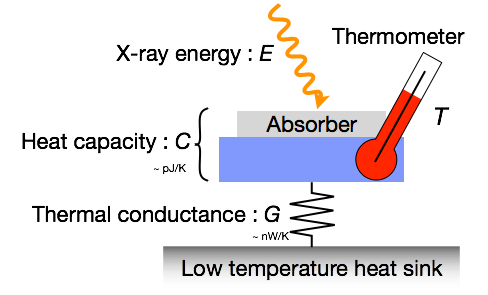 Thermometer
X-ray energy : E
T
Absorber
Heat capacity : C
~ pJ/K
Thermal conductance : G
~ nW/K
Low temperature heat sink